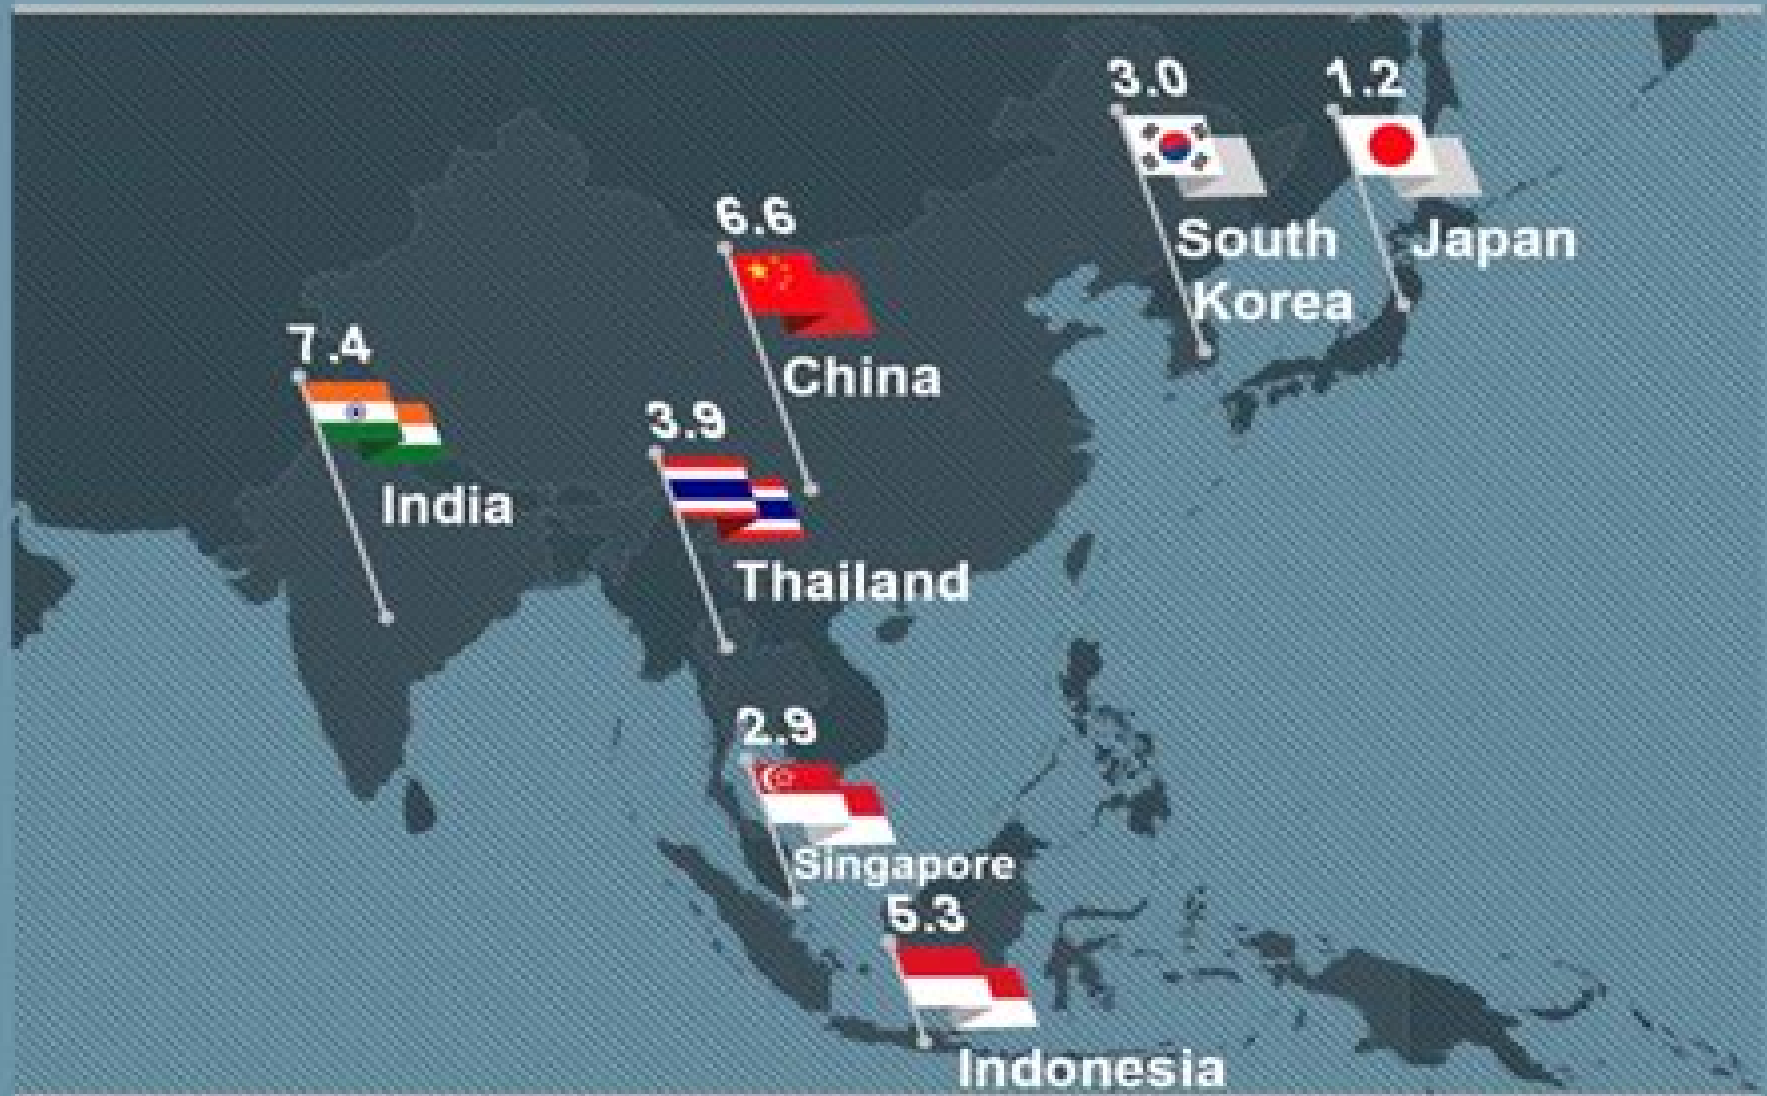 3.0
South
Korea
1.2
Japan
6.6
China
7.4
India
3.9
Thailand
2.9
Singapore
5.3
Indonesia